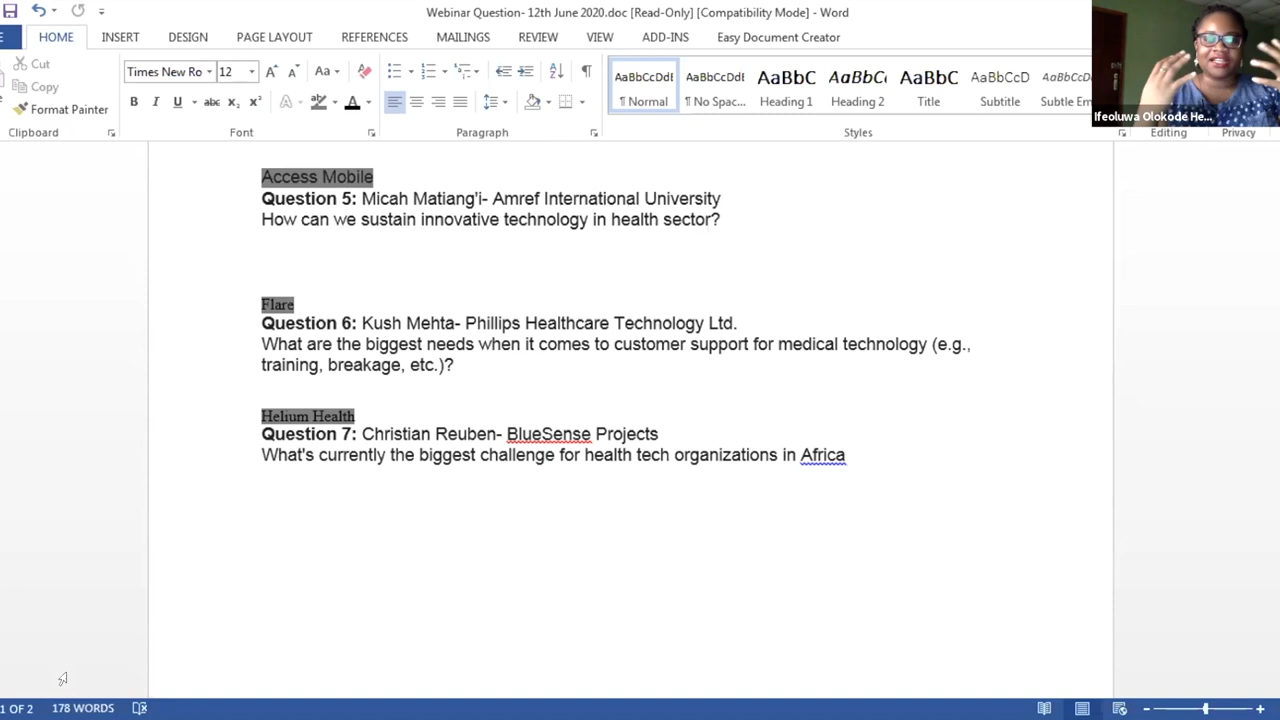 Webinar Question- 12th June 2020.doc [Read-Only] [Compatibility Mode] - Word
HOME INSERT DESIGN PAGE LAYOUT REFERENCES MAILINGS REVIEW VIEW ADD-INS Easy Document Creator
Cut
Copy
Format Painter
Times New Ro 12
AaBbCcDdE AaBbCcDdE AaBbC AaBbCc AaBbC AaBbCcD AaBbCcD
¶ Normal ¶ No Spac... Heading 1 Heading 2 Title Subtitle Subtle Em
Ifeoluwa Olokode He...
Clipboard Font Paragraph Styles Editing Privacy
Access Mobile
Question 5: Micah Matiang'i- Amref International University
How can we sustain innovative technology in health sector?
Flare
Question 6: Kush Mehta- Phillips Healthcare Technology Ltd.
What are the biggest needs when it comes to customer support for medical technology (e.g.,
training, breakage, etc.)?
Helium Health
Question 7: Christian Reuben- BlueSense Projects
What's currently the biggest challenge for health tech organizations in Africa
1 OF 2 178 WORDS